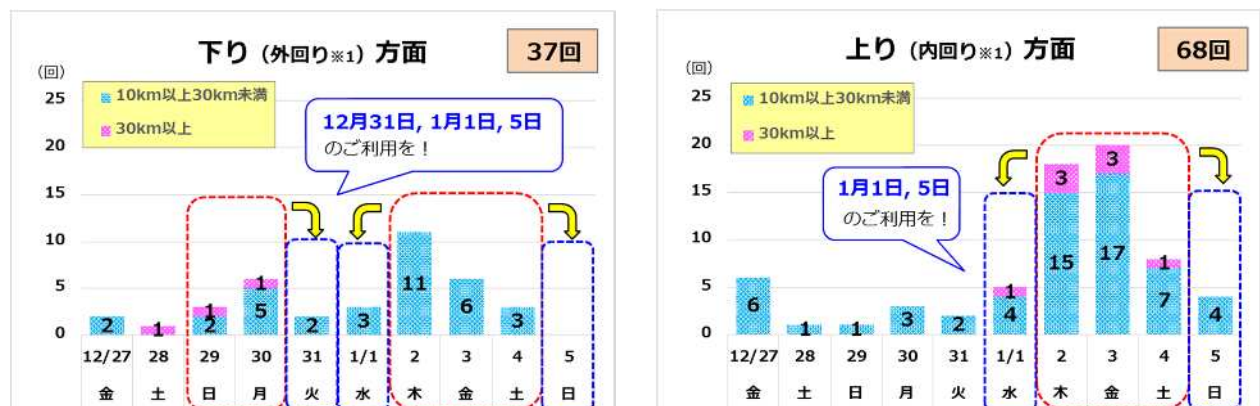 下り（外回り※1）方面
37回
（回）
10km以上30km未満
30km以上
12月31日, 1月1日, 5日
のご利用を！
25
20
15
10
5
0
2
1
1
2
1
5
2
3
11
6
3
12/27 28 29 30 31 1/1 2 3 4 5
金 土 日 月 火 水 木 金 土 日
上り（内回り※1）方面
68回
（回）
10km以上30km未満
30km以上
1月1日, 5日
のご利用を！
25
20
15
10
5
0
6
1
1
3
2
1
4
3
15
3
17
1
7
4
12/27 28 29 30 31 1/1 2 3 4 5
金 土 日 月 火 水 木 金 土 日